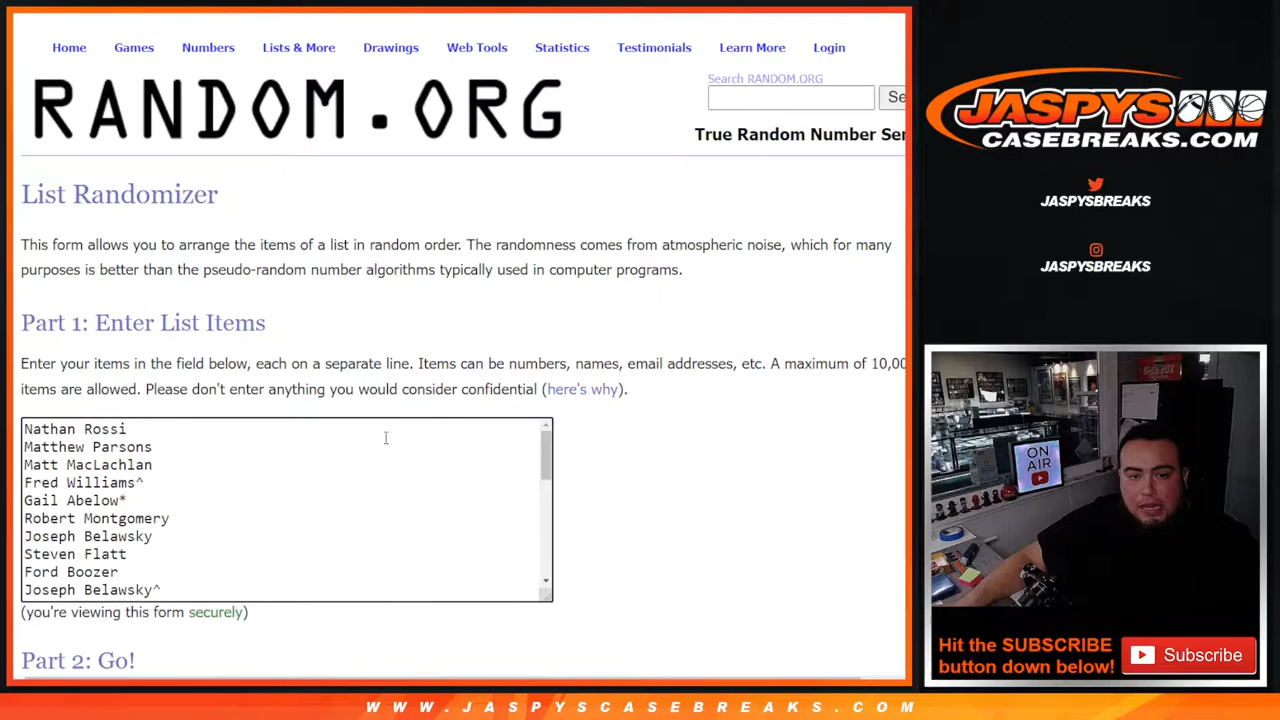 Home Games Numbers Lists & More Drawings Web Tools Statistics Testimonials Learn More Login
RANDOM.ORG
Search RANDOM.ORG
Se
True Random Number Ser
List Randomizer
This form allows you to arrange the items of a list in random order. The randomness comes from atmospheric noise, which for many
purposes is better than the pseudo-random number algorithms typically used in computer programs.
Part 1: Enter List Items
Enter your items in the field below, each on a separate line. Items can be numbers, names, email addresses, etc. A maximum of 10,00
items are allowed. Please don't enter anything you would consider confidential (here's why).
Nathan Rossi
Matthew Parsons
Matt MacLachlan
Fred Williams^
Gail Abelow*
Robert Montgomery
Joseph Belawsky
Steven Flatt
Ford Boozer
Joseph Belawsky^
(you're viewing this form securely)
Part 2: Go!
JASPYS
CASEBREAKS.COM
JASPYSBREAKS
JASPYSBREAKS
ON
AIR
Hit the SUBSCRIBE
button down below!
Subscribe
WWW.JASPYSCASEBREAKS.COM